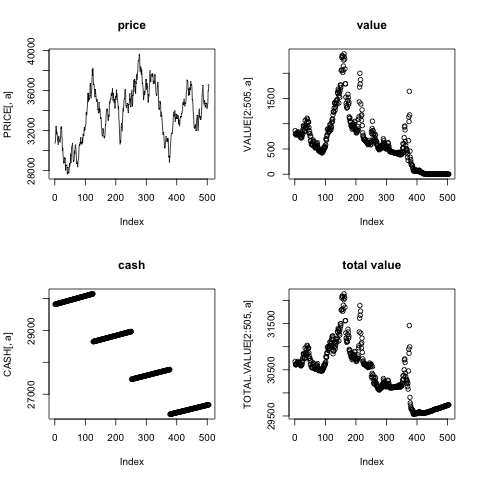 price
value
PRICE[, a]
28000 32000 36000 40000
VALUE[2:505, a]
0 500 1500
0 100 200 300 400 500
0 100 200 300 400 500
Index
Index
cash
total value
CASH[, a]
27000 29000
TOTAL.VALUE[2:505, a]
29500 30500 31500
0 100 200 300 400 500
0 100 200 300 400 500
Index
Index